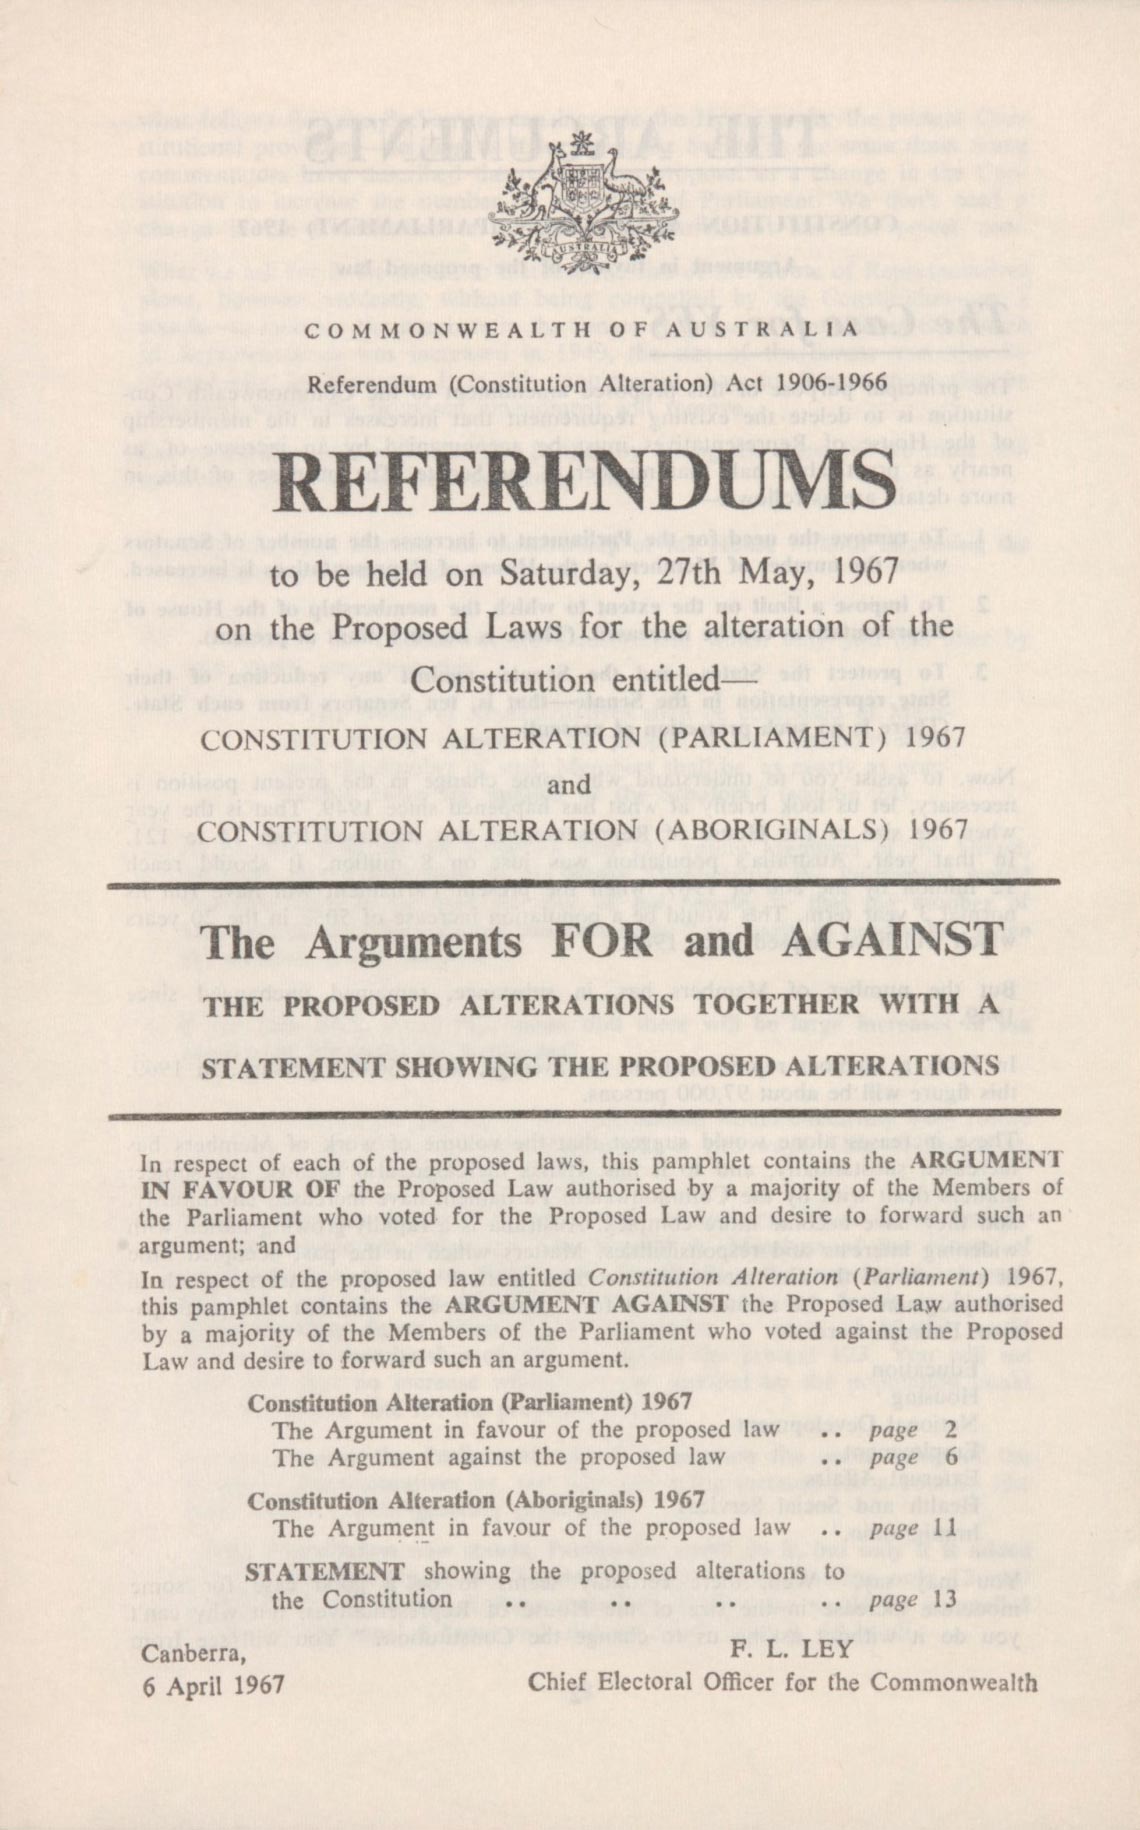 AUSTRALIA
COMMONWEALTH OF AUSTRALIA
Referendum (Constitution Alteration) Act 1906-1966
REFERENDUMS
to be held on Saturday, 27th May, 1967
on the Proposed Laws for the alteration of the
Constitution entitled—
CONSTITUTION ALTERATION (PARLIAMENT) 1967
and
CONSTITUTION ALTERATION (ABORIGINALS) 1967
The Arguments FOR and AGAINST
THE PROPOSED ALTERATIONS TOGETHER WITH A
STATEMENT SHOWING THE PROPOSED ALTERATIONS
In respect of each of the proposed laws, this pamphlet contains the ARGUMENT
IN FAVOUR OF the Proposed Law authorised by a majority of the Members of
the Parliament who voted for the Proposed Law and desire to forward such an
argument; and
In respect of the proposed law entitled Constitution Alteration (Parliament) 1967,
this pamphlet contains the ARGUMENT AGAINST the Proposed Law authorised
by a majority of the Members of the Parliament who voted against the Proposed
Law and desire to forward such an argument.
Constitution Alteration (Parliament) 1967
The Argument in favour of the proposed law .. page 2
The Argument against the proposed law .. page 6
Constitution Alteration (Aboriginals) 1967
The Argument in favour of the proposed law .. page 11
STATEMENT showing the proposed alterations to
the Constitution .. .. .. .. page 13
Canberra,
6 April 1967
F. L. LEY
Chief Electoral Officer for the Commonwealth